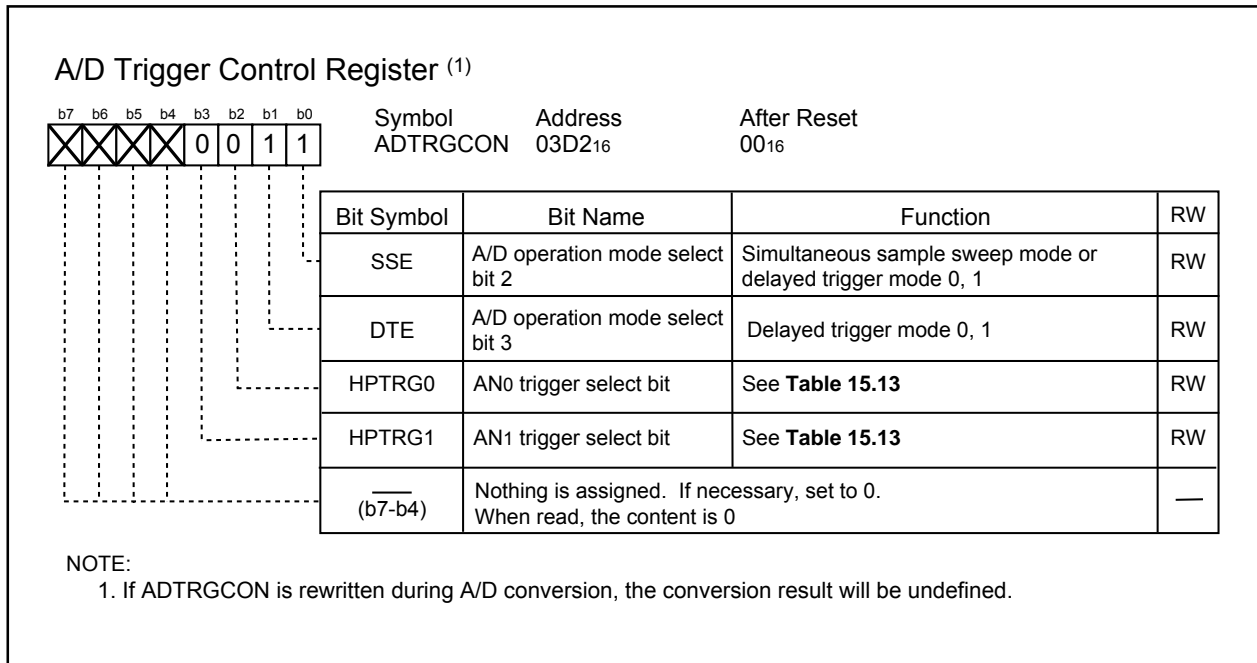 A/D Trigger Control Register (1)
b7 b6 b5 b4 b3 b2 b1 b0
0 0 1 1
Symbol Address After Reset
ADTRGCON 03D216 0016
Bit Symbol Bit Name Function RW
SSE A/D operation mode select bit 2 Simultaneous sample sweep mode or delayed trigger mode 0, 1 RW
DTE A/D operation mode select bit 3 Delayed trigger mode 0, 1 RW
HPTRG0 AN0 trigger select bit See Table 15.13 RW
HPTRG1 AN1 trigger select bit See Table 15.13 RW
(b7-b4) Nothing is assigned. If necessary, set to 0.
When read, the content is 0 —
NOTE:
1. If ADTRGCON is rewritten during A/D conversion, the conversion result will be undefined.